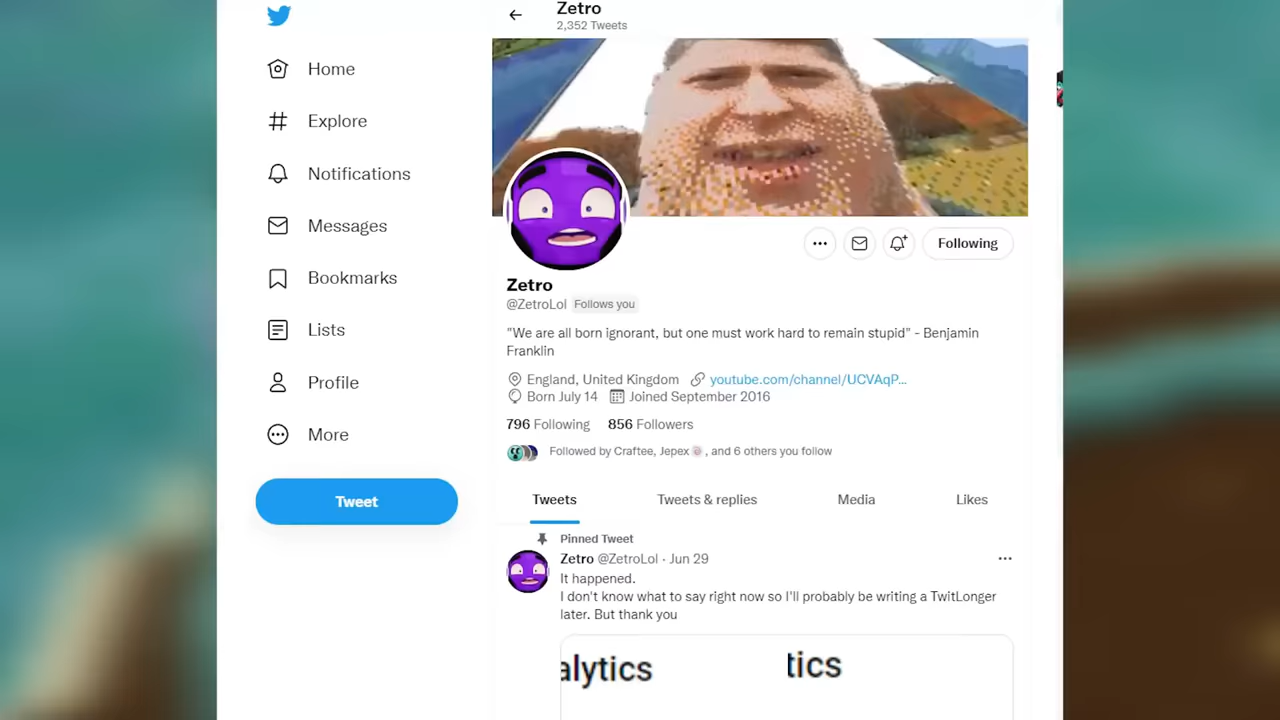 Zetro
2,352 Tweets
Home
Explore
Notifications
Messages
Bookmarks
Lists
Profile
More
Tweet
Following
Zetro
@ZetroLol Follows you
"We are all born ignorant, but one must work hard to remain stupid" - Benjamin
Franklin
England, United Kingdom youtube.com/channel/UCVAqP...
Born July 14 Joined September 2016
796 Following 856 Followers
Followed by Craftee, Jepex, and 6 others you follow
Tweets Tweets & replies Media Likes
Pinned Tweet
Zetro @ZetroLol · Jun 29
It happened.
I don't know what to say right now so I'll probably be writing a TwitLonger
later. But thank you
alytics tics